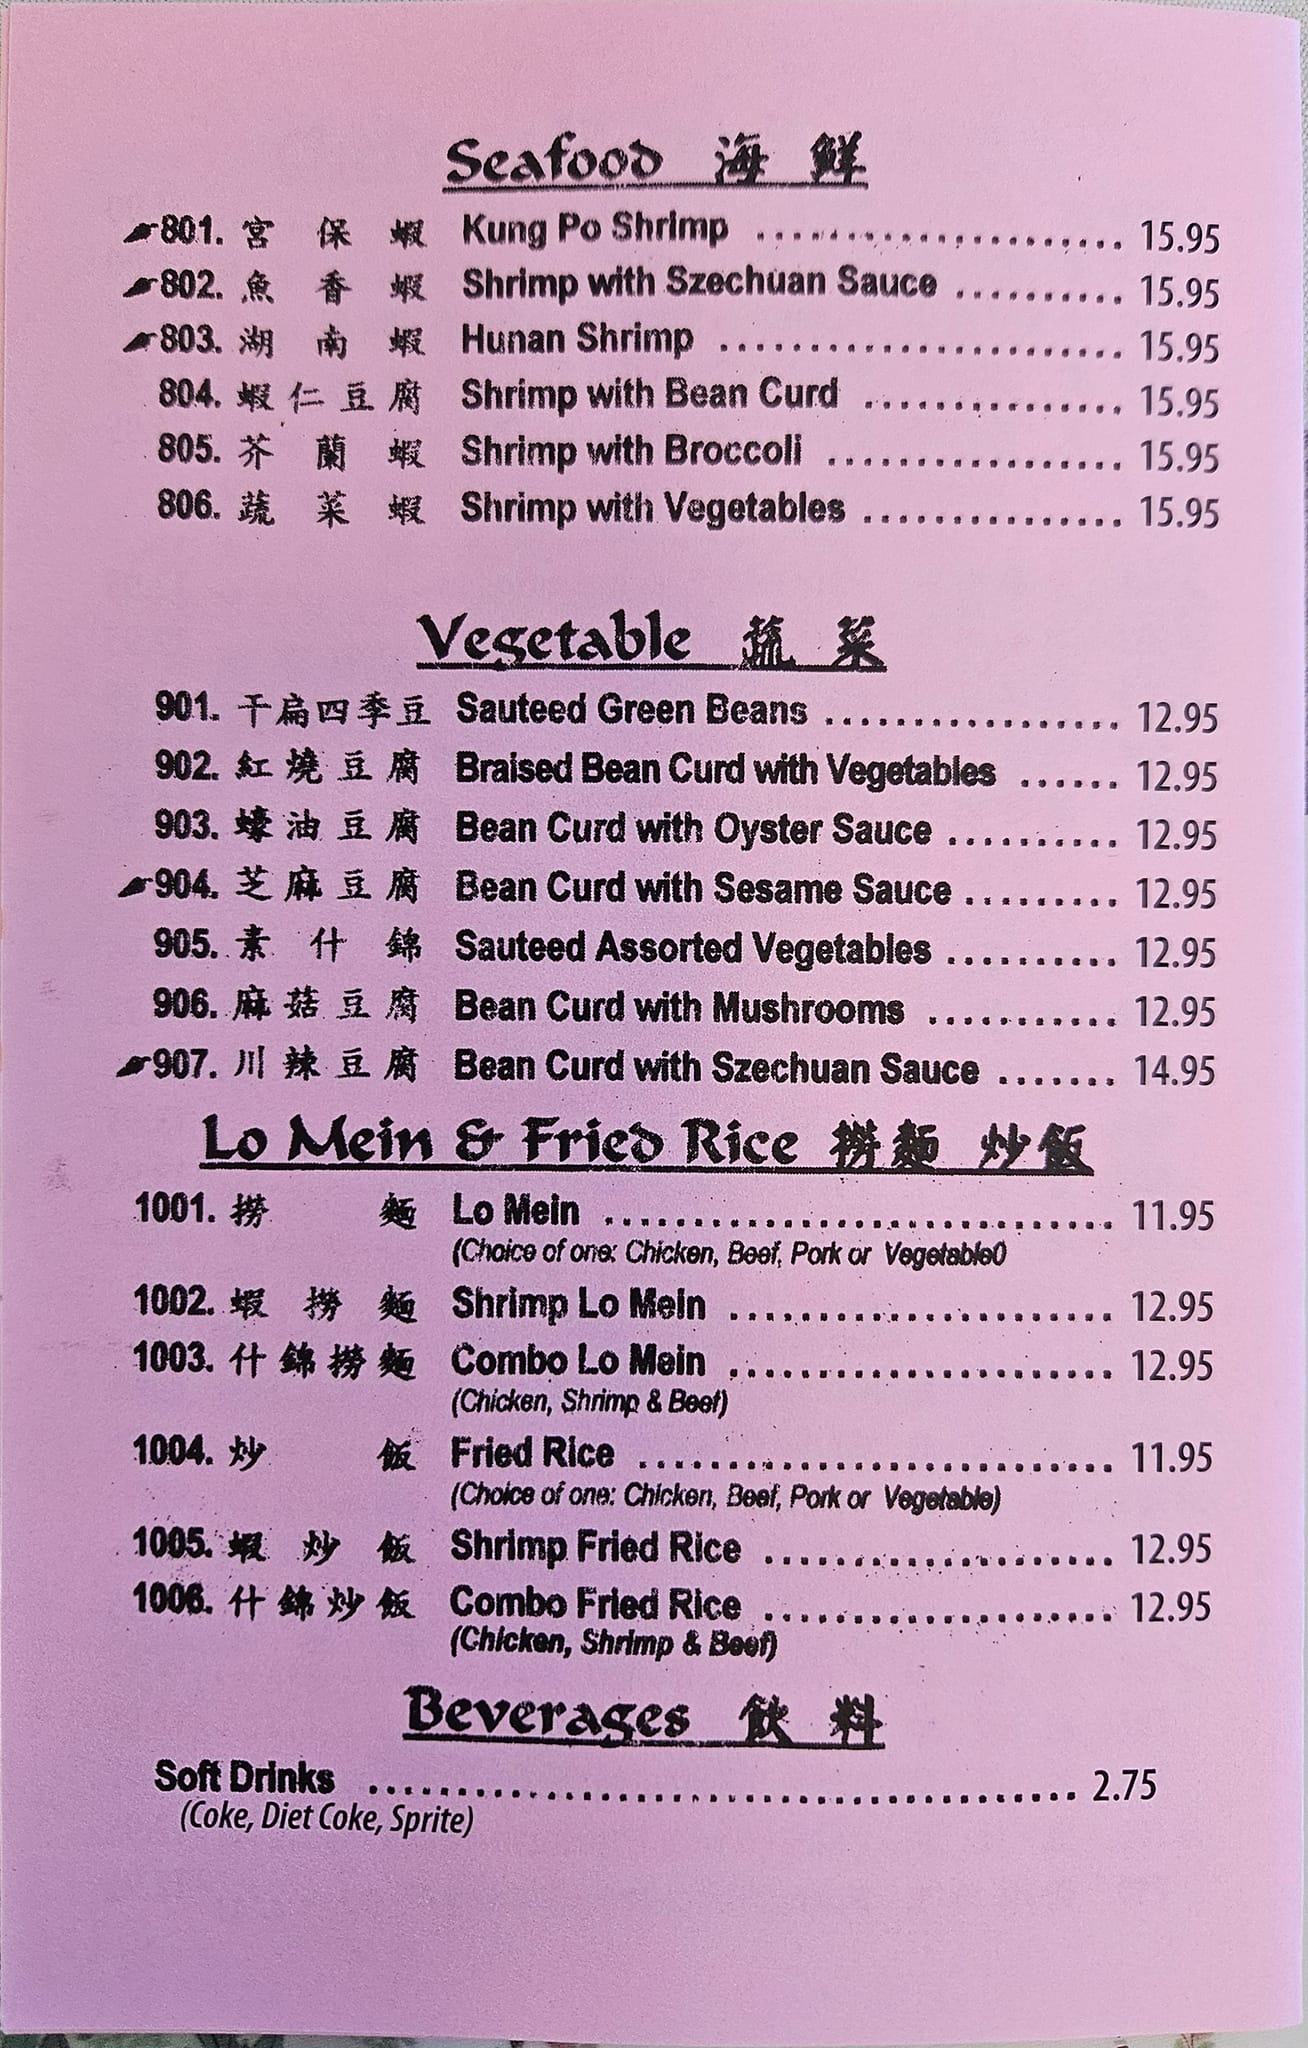 Seafood 海鮮
801. 宮保蝦 Kung Po Shrimp ..................... 15.95
802. 魚香蝦 Shrimp with Szechuan Sauce .......... 15.95
803. 湖南蝦 Hunan Shrimp ....................... 15.95
804. 蝦仁豆腐 Shrimp with Bean Curd ............... 15.95
805. 芥蘭蝦 Shrimp with Broccoli ................. 15.95
806. 蔬菜蝦 Shrimp with Vegetables ............... 15.95
Vegetable 蔬菜
901. 干扁四季豆 Sauteed Green Beans ................. 12.95
902. 紅燒豆腐 Braised Bean Curd with Vegetables ...... 12.95
903. 蠔油豆腐 Bean Curd with Oyster Sauce .......... 12.95
904. 芝麻豆腐 Bean Curd with Sesame Sauce ......... 12.95
905. 素什錦 Sauteed Assorted Vegetables .......... 12.95
906. 麻菇豆腐 Bean Curd with Mushrooms ........... 12.95
907. 川辣豆腐 Bean Curd with Szechuan Sauce ....... 14.95
Lo Mein & Fried Rice 撈麵 炒飯
1001. 撈麵 Lo Mein ............................. 11.95
(Choice of one: Chicken, Beef, Pork or Vegetable0
1002. 蝦撈麵 Shrimp Lo Mein ...................... 12.95
1003. 什錦撈麵 Combo Lo Mein ...................... 12.95
(Chicken, Shrimp & Beef)
1004. 炒飯 Fried Rice ........................... 11.95
(Choice of one: Chicken, Beef, Pork or Vegetable)
1005. 蝦炒飯 Shrimp Fried Rice .................... 12.95
1006. 什錦炒飯 Combo Fried Rice .................... 12.95
(Chicken, Shrimp & Beef)
Beverages 飲料
Soft Drinks ........................................ 2.75
(Coke, Diet Coke, Sprite)